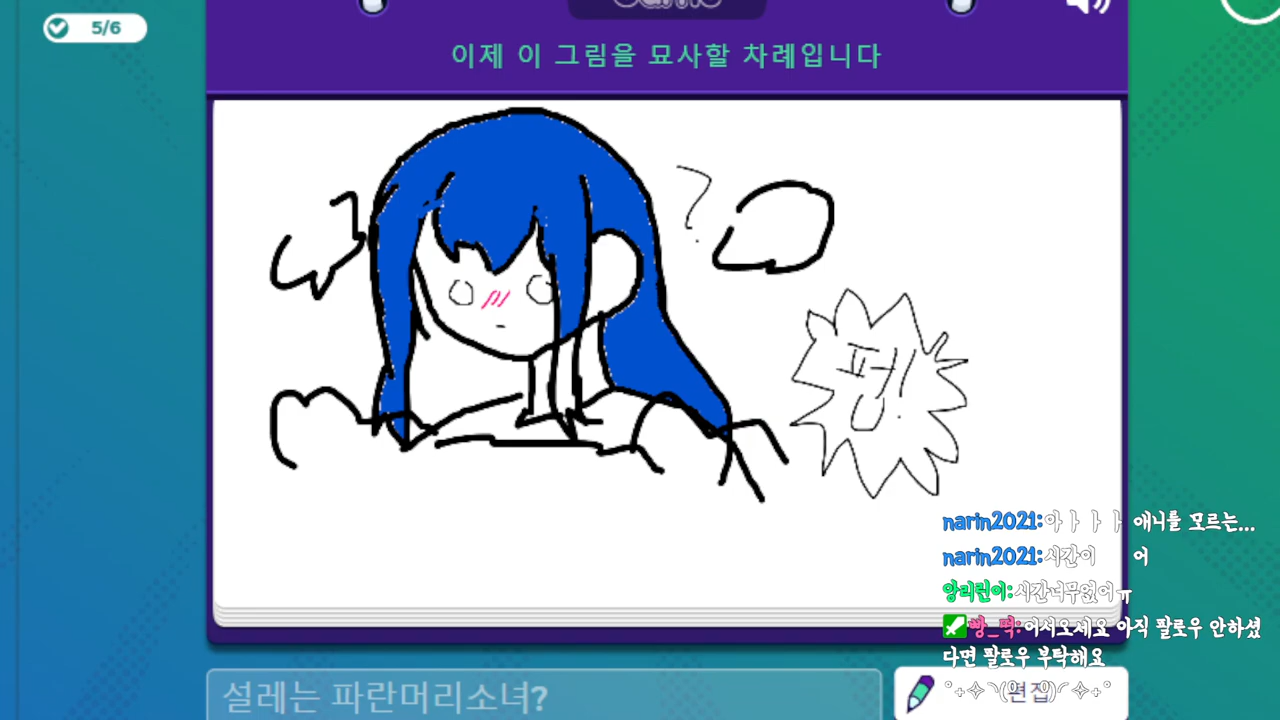 5/6
이제 이 그림을 묘사할 차례입니다
?
펑
narin2021:아ㅏㅏㅏ 애니를 모르는...
narin2021:시간이 어
앙리린이:시간너무없어ㅠ
빵_떡:어서오세요 아직 팔로우 안하셨
다면 팔로우 부탁해요
설레는 파란머리소녀?
편집